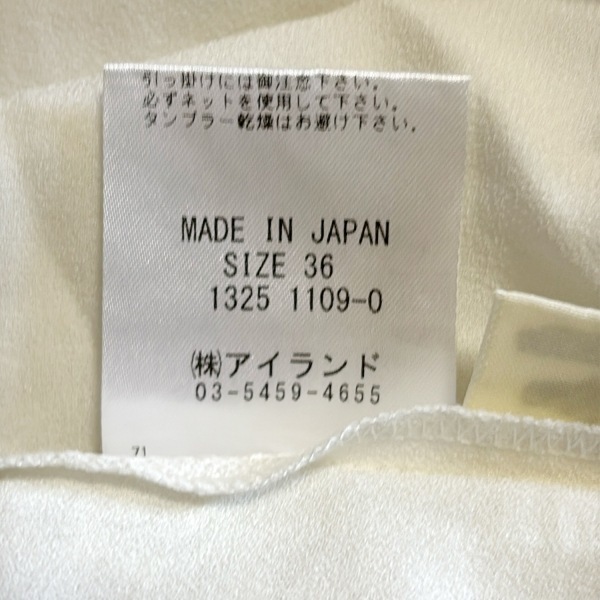 引っ掛けには御注意下さい。
必ずネットを使用して下さい。
タンブラー乾燥はお避け下さい。
MADE IN JAPAN
SIZE 36
1325 1109-0
㈱アイランド
03-5459-4655
71